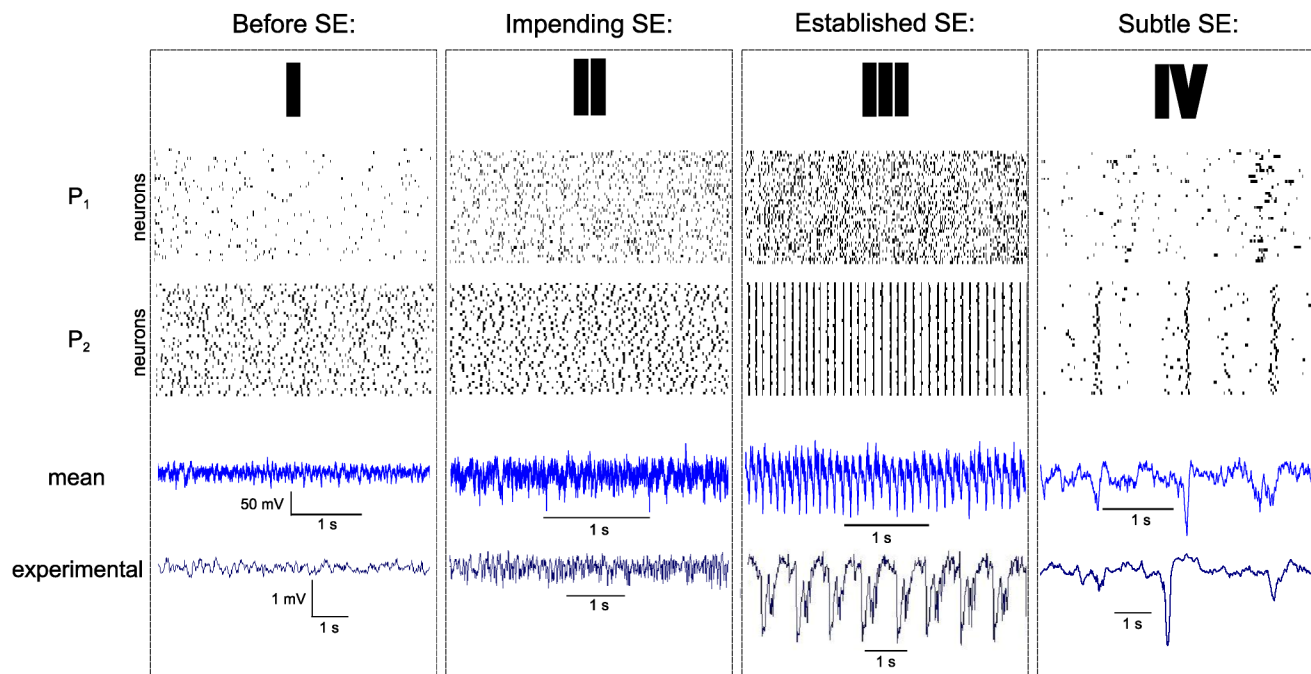 Before SE: Impending SE: Established SE: Subtle SE:
I II III IV
P1 neurons
P2 neurons
mean
50 mV
1 s 1 s 1 s 1 s
experimental
1 mV
1 s 1 s 1 s 1 s